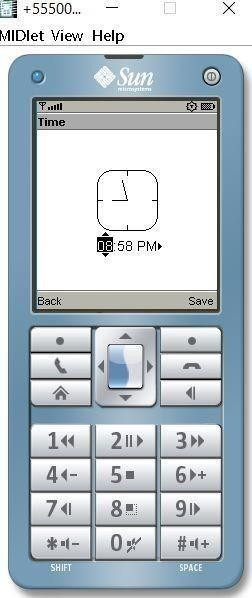 +55500...
MIDlet View Help
Sun
microsystems
Time
08:58 PM
Back Save
1 2 3
4- 5 6+
7 8 9
*- 0 #+
SHIFT SPACE